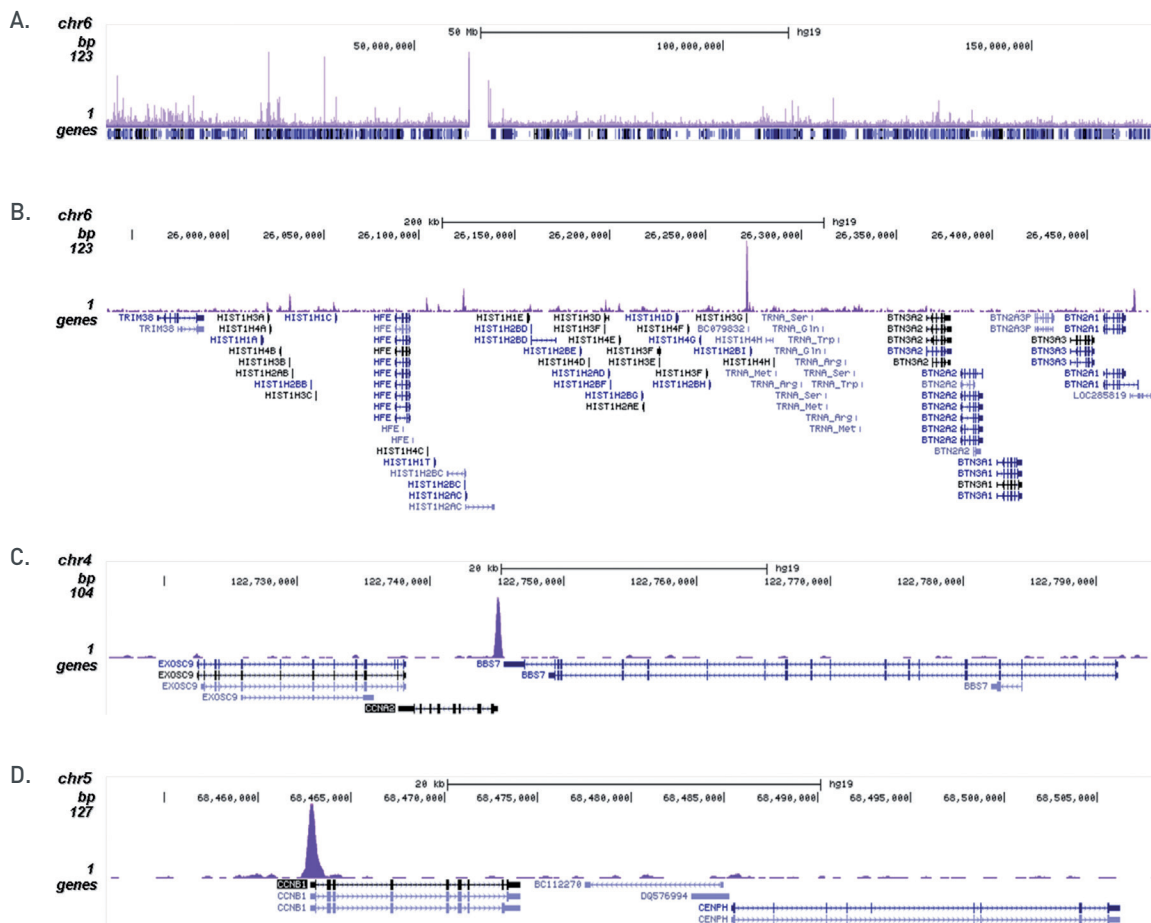 A.
chr6
bp
123
1
genes
50 Mb hg19
50,000,000 100,000,000 150,000,000
B.
chr6
bp
123
1
genes
200 kb hg19
26,000,000 26,050,000 26,100,000 26,150,000 26,200,000 26,250,000 26,300,000 26,350,000 26,400,000 26,450,000
TRIM38 HIST1H3A HIST1H1C HFE HIST1H1E HIST1H3D HIST1H1D HIST1H3G TRNA_Ser BTN3A2 BTN2A3P BTN2A1
TRIM38 HIST1H4A HFE HIST1H2BD HIST1H3F HIST1H4F BC079832 TRNA_Gln BTN3A2 BTN2A3P BTN2A1
HIST1H1A HFE HIST1H2BD HIST1H4E HIST1H4G HIST1H4H TRNA_Trp BTN3A2 BTN3A3
HIST1H4B HFE HIST1H2BE HIST1H3F HIST1H2BI TRNA_Gln BTN3A2 BTN3A3
HIST1H3B HFE HIST1H4D HIST1H3E HIST1H4H TRNA_Arg BTN2A2 BTN3A3
HIST1H2AB HFE HIST1H2AD HIST1H3F TRNA_Met TRNA_Ser BTN2A2 BTN2A1
HIST1H2BB HFE HIST1H2BF HIST1H2BH TRNA_Arg TRNA_Trp BTN2A2 BTN2A1
HIST1H3C HFE HIST1H2BG TRNA_Ser BTN2A2 LOC285819
HFE HIST1H2AE TRNA_Met BTN2A2
HFE TRNA_Arg BTN2A2
HFE TRNA_Met BTN2A2
HIST1H4C BTN2A2
HIST1H1T BTN3A1
HIST1H2BC BTN3A1
HIST1H2BC BTN3A1
HIST1H2AC BTN3A1
HIST1H2AC
C.
chr4
bp
104
1
genes
20 kb hg19
122,730,000 122,740,000 122,750,000 122,760,000 122,770,000 122,780,000 122,790,000
EXOSC9 BBS7
EXOSC9 BBS7
EXOSC9 BBS7
EXOSC9
CCNA2
D.
chr5
bp
127
1
genes
20 kb hg19
68,460,000 68,465,000 68,470,000 68,475,000 68,480,000 68,485,000 68,490,000 68,495,000 68,500,000 68,505,000
CCNB1 BC112270
CCNB1 DQ576994
CCNB1 CENPH
CENPH